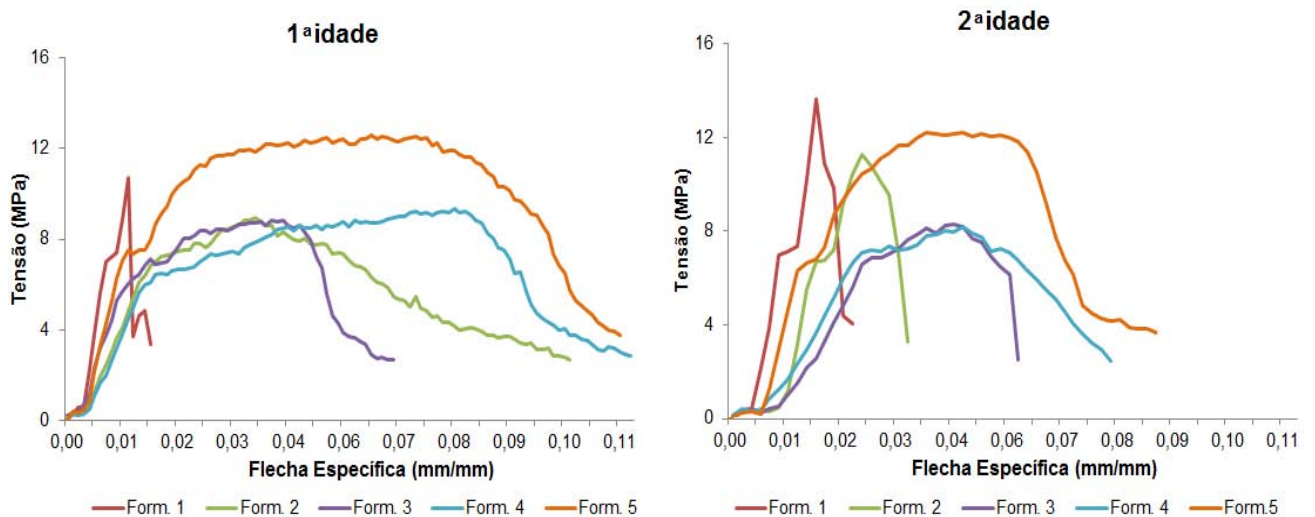 1ª idade
16
12
8
4
0
Tensão (MPa)
0,00 0,01 0,02 0,03 0,04 0,06 0,07 0,08 0,09 0,10 0,11
Flecha Específica (mm/mm)
Form. 1 Form. 2 Form. 3 Form. 4 Form. 5
2ª idade
16
12
8
4
0
Tensão (MPa)
0,00 0,01 0,02 0,03 0,04 0,06 0,07 0,08 0,09 0,10 0,11
Flecha Específica (mm/mm)
Form. 1 Form. 2 Form. 3 Form. 4 Form.5